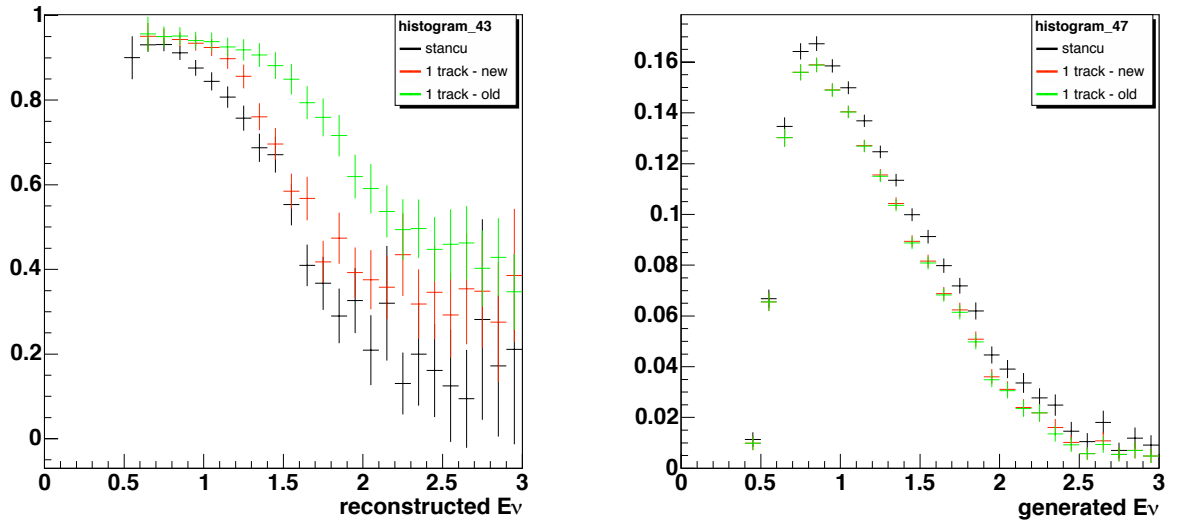 histogram_43
stancu
1 track - new
1 track - old
1
0.8
0.6
0.4
0.2
0
0.5
1
1.5
2
2.5
3
reconstructed Eν
histogram_47
stancu
1 track - new
1 track - old
0.16
0.14
0.12
0.1
0.08
0.06
0.04
0.02
0
0
0.5
1
1.5
2
2.5
3
generated Eν